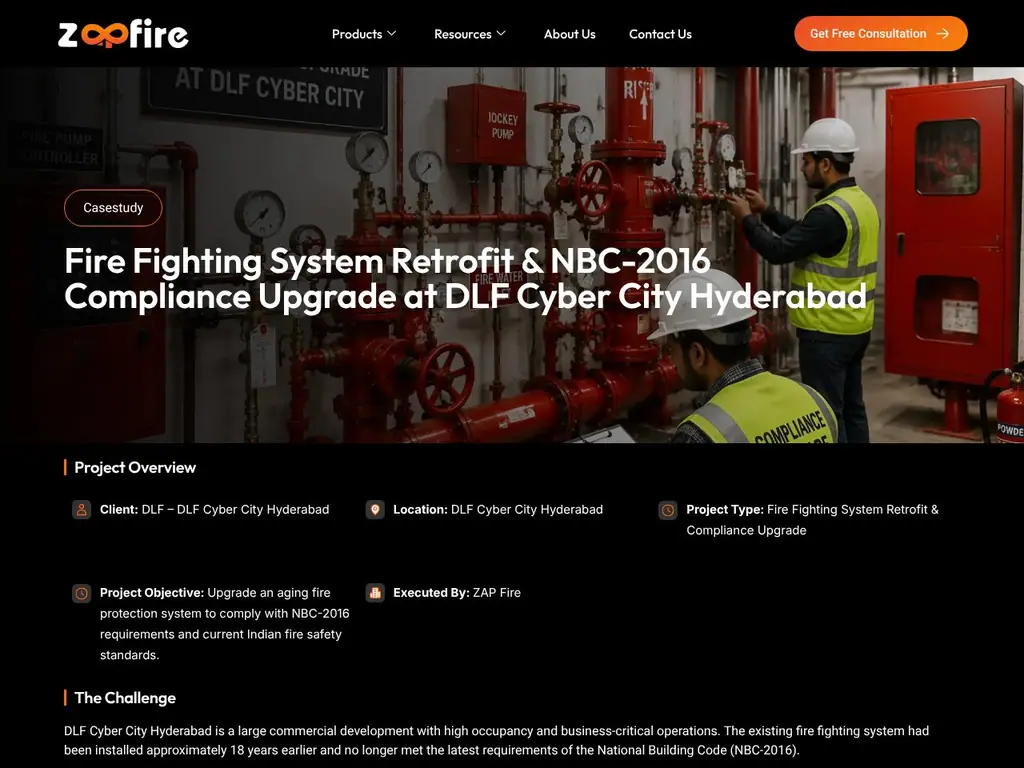 zapfire
Products
Resources
About Us
Contact Us
Get Free Consultation
AT DLF CYBER CITY
FIRE PUMP
CONTROLLER
JOCKEY
PUMP
RISER
Casestudy
Fire Fighting System Retrofit & NBC-2016
Compliance Upgrade at DLF Cyber City Hyderabad
FIRE WATER
COMPLIANCE
POWDER
Project Overview
Client: DLF – DLF Cyber City Hyderabad
Location: DLF Cyber City Hyderabad
Project Type: Fire Fighting System Retrofit &
Compliance Upgrade
Project Objective: Upgrade an aging fire
protection system to comply with NBC-2016
requirements and current Indian fire safety
standards.
Executed By: ZAP Fire
The Challenge
DLF Cyber City Hyderabad is a large commercial development with high occupancy and business-critical operations. The existing fire fighting system had
been installed approximately 18 years earlier and no longer met the latest requirements of the National Building Code (NBC-2016).